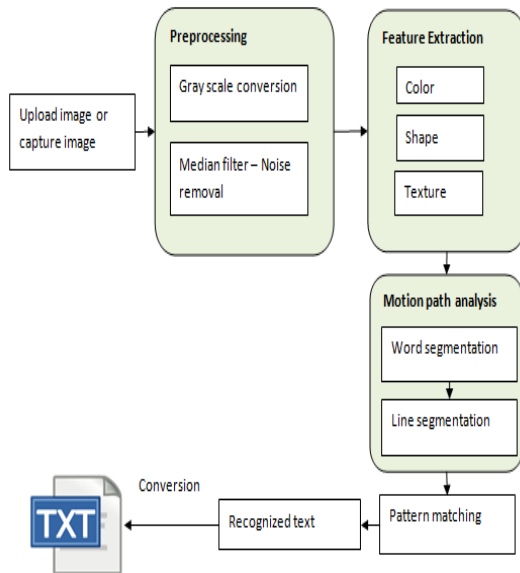 Preprocessing
Gray scale conversion
Median filter – Noise
removal
Upload image or
capture image
Feature Extraction
Color
Shape
Texture
Motion path analysis
Word segmentation
Line segmentation
Pattern matching
Recognized text
Conversion
TXT